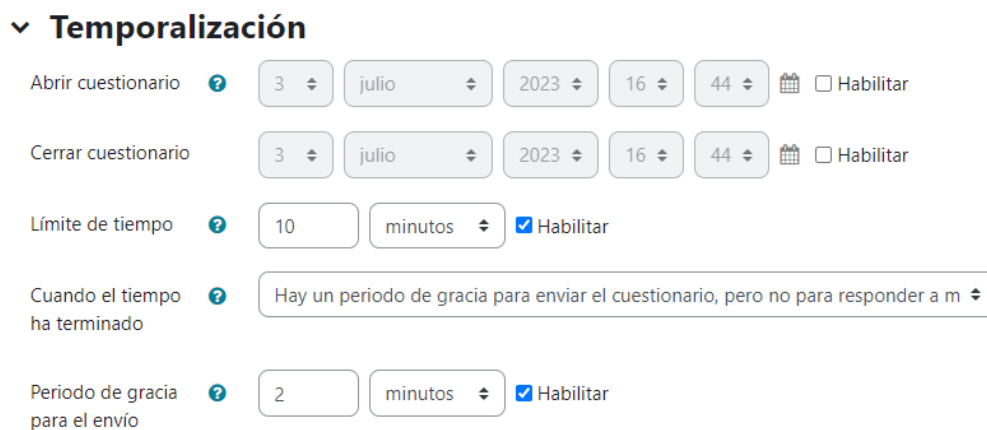 Temporalización
Abrir cuestionario ? 3 julio 2023 16 44 Habilitar
Cerrar cuestionario 3 julio 2023 16 44 Habilitar
Límite de tiempo ? 10 minutos Habilitar
Cuando el tiempo ? Hay un periodo de gracia para enviar el cuestionario, pero no para responder a m
ha terminado
Periodo de gracia ? 2 minutos Habilitar
para el envío